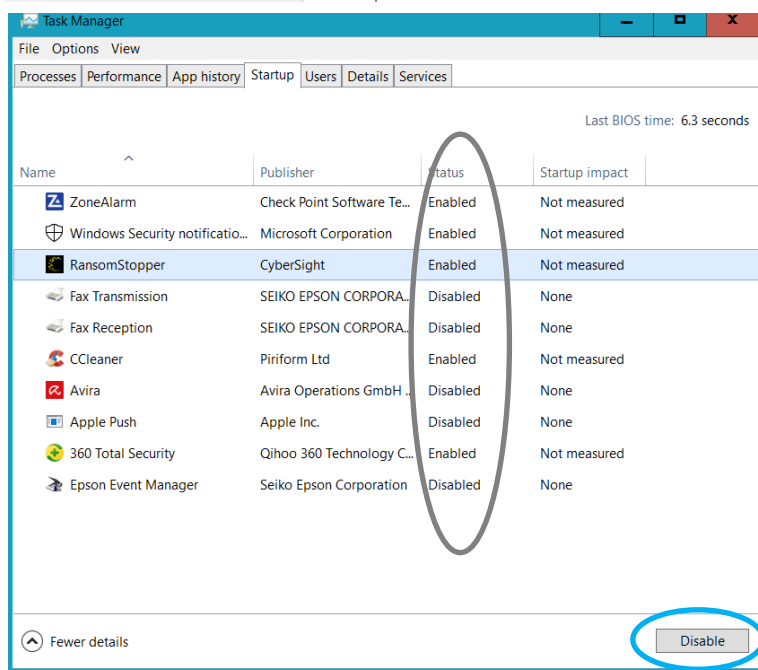 Task Manager
File Options View
Processes Performance App history Startup Users Details Services
Last BIOS time: 6.3 seconds
Name Publisher Status Startup impact
ZoneAlarm Check Point Software Te... Enabled Not measured
Windows Security notificatio... Microsoft Corporation Enabled Not measured
RansomStopper CyberSight Enabled Not measured
Fax Transmission SEIKO EPSON CORPORA... Disabled None
Fax Reception SEIKO EPSON CORPORA... Disabled None
CCleaner Piriform Ltd Enabled Not measured
Avira Avira Operations GmbH ... Disabled None
Apple Push Apple Inc. Disabled None
360 Total Security Qihoo 360 Technology C... Enabled Not measured
Epson Event Manager Seiko Epson Corporation Disabled None
Fewer details Disable